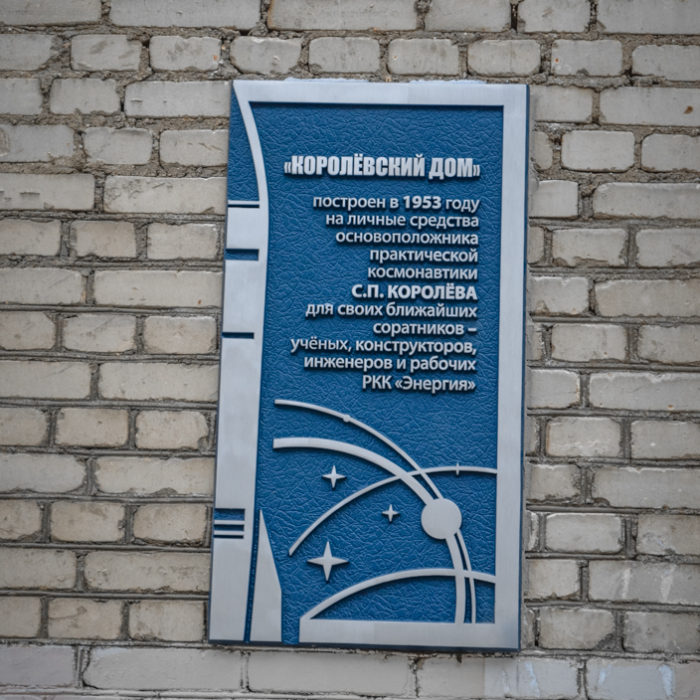 «КОРОЛЁВСКИЙ ДОМ»
построен в 1953 году
на личные средства
основоположника
практической
космонавтики
С.П. КОРОЛЁВА
для своих ближайших
соратников –
учёных, конструкторов,
инженеров и рабочих
РКК «Энергия»